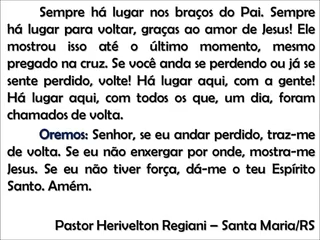 Sempre há lugar nos braços do Pai. Sempre
há lugar para voltar, graças ao amor de Jesus! Ele
mostrou isso até o último momento, mesmo
pregado na cruz. Se você anda se perdendo ou já se
sente perdido, volte! Há lugar aqui, com a gente!
Há lugar aqui, com todos os que, um dia, foram
chamados de volta.
Oremos: Senhor, se eu andar perdido, traz-me
de volta. Se eu não enxergar por onde, mostra-me
Jesus. Se eu não tiver força, dá-me o teu Espírito
Santo. Amém.
Pastor Herivelton Regiani – Santa Maria/RS